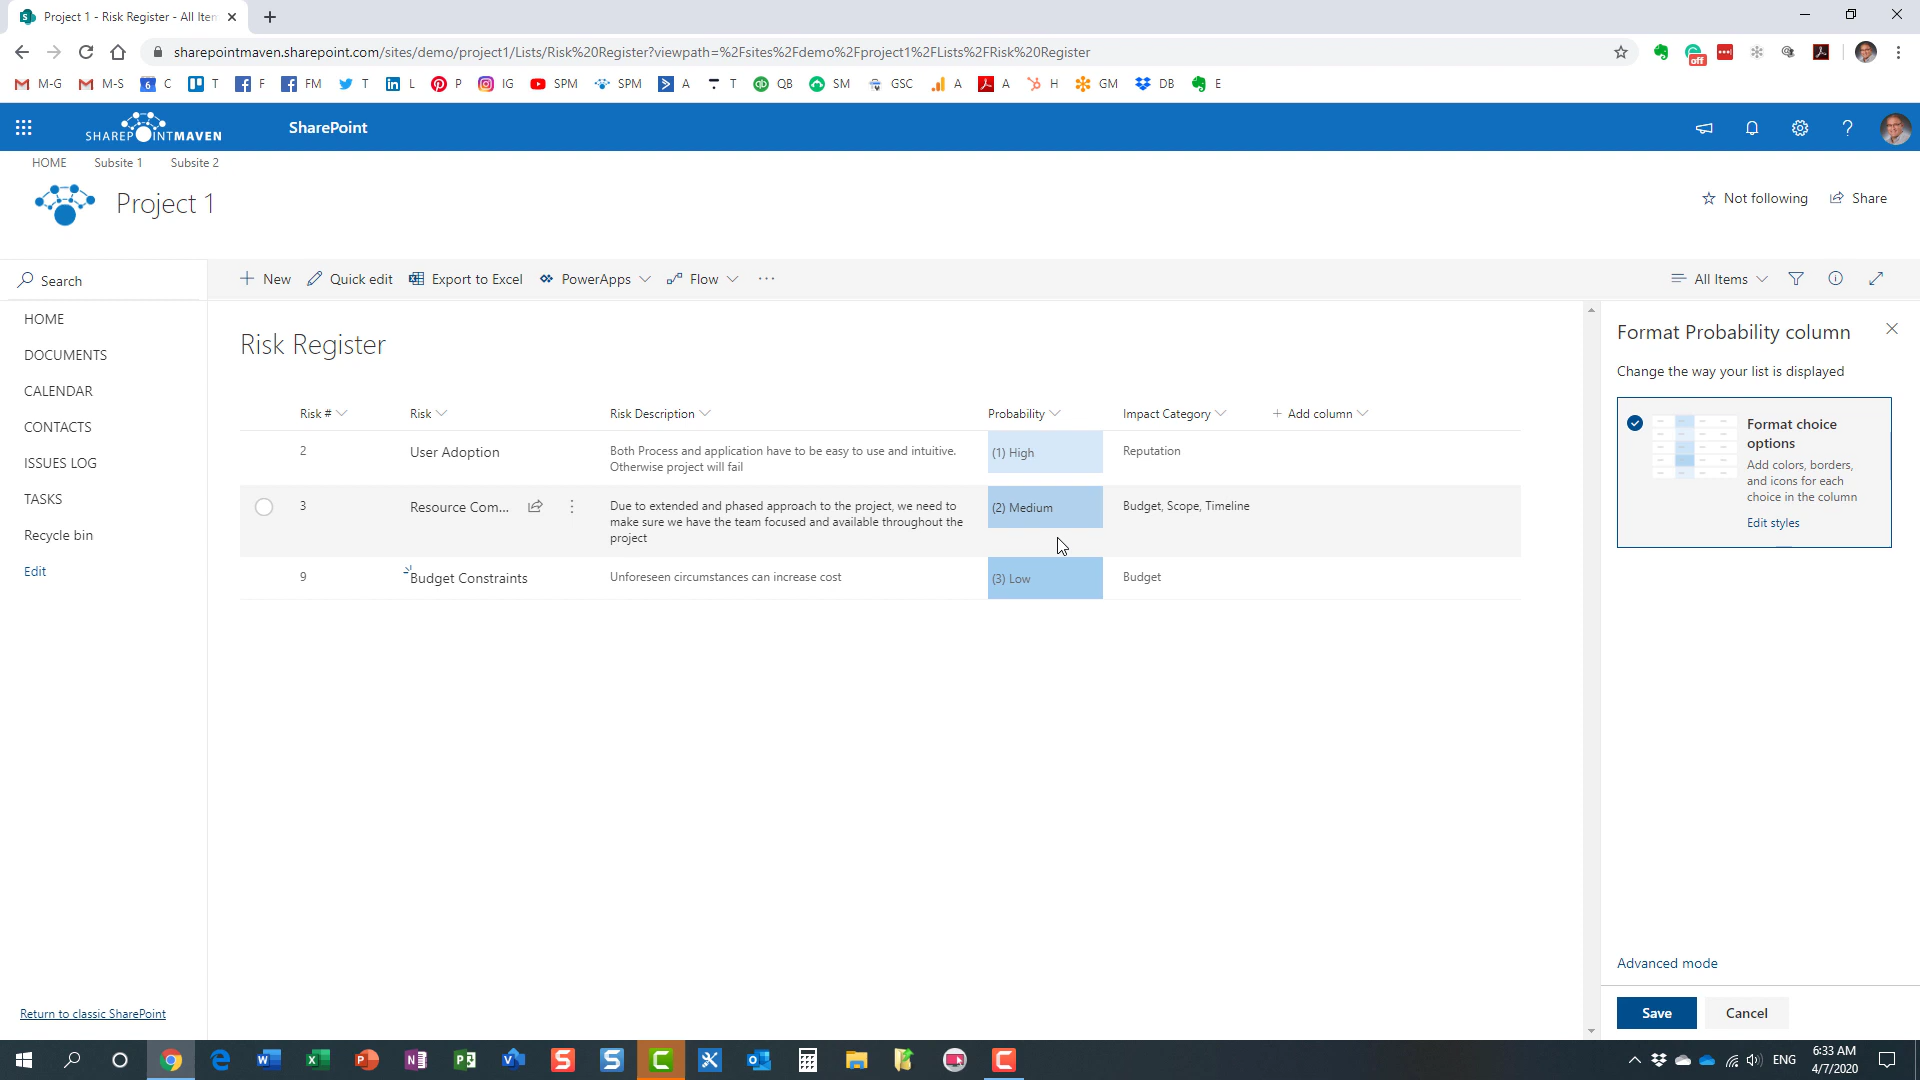 Project 1 - Risk Register - All Iten
sharepointmaven.sharepoint.com/sites/demo/project1/Lists/Risk%20Register?viewpath=%2Fsites%2Fdemo%2Fproject1%2FLists%2FRisk%20Register
off
M-G M-S 6 C T F FM T L P IG SPM SPM A T QB SM GSC A A H GM DB E
SHAREPOINTMAVEN SharePoint
HOME Subsite 1 Subsite 2
Project 1
Not following Share
Search
New Quick edit Export to Excel PowerApps Flow ...
All Items
HOME
DOCUMENTS
CALENDAR
CONTACTS
ISSUES LOG
TASKS
Recycle bin
Edit
Return to classic SharePoint
Risk Register
Risk # Risk Risk Description Probability Impact Category + Add column
2 User Adoption Both Process and application have to be easy to use and intuitive. (1) High Reputation
Otherwise project will fail
3 Resource Com... Due to extended and phased approach to the project, we need to (2) Medium Budget, Scope, Timeline
make sure we have the team focused and available throughout the
project
9 Budget Constraints Unforeseen circumstances can increase cost (3) Low Budget
Format Probability column
Change the way your list is displayed
Format choice
options
Add colors, borders,
and icons for each
choice in the column
Edit styles
Advanced mode
Save Cancel
ENG
6:33 AM
4/7/2020